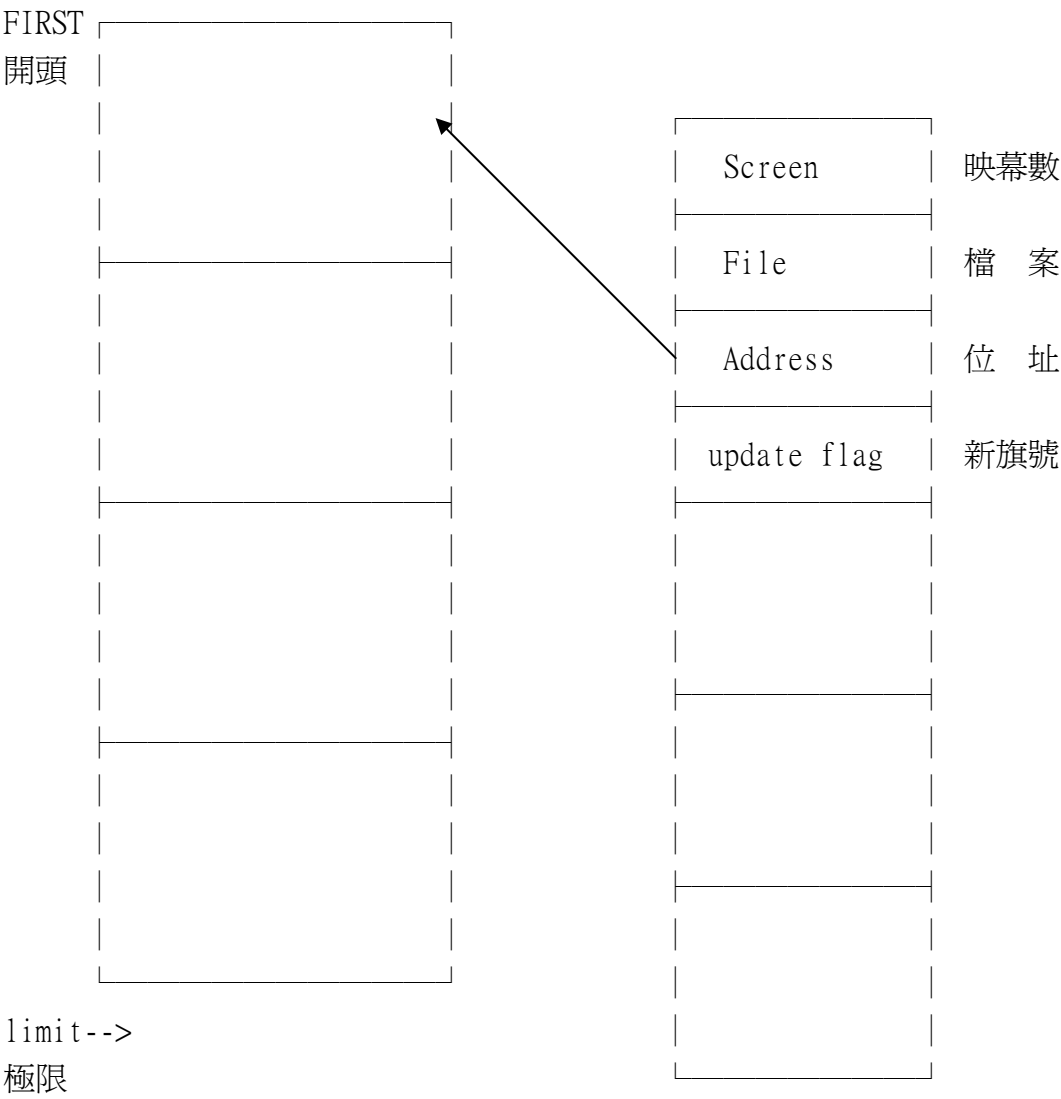 FIRST
開頭
Screen 映幕數
File 檔 案
Address 位 址
update flag 新旗號
limit-->
極限